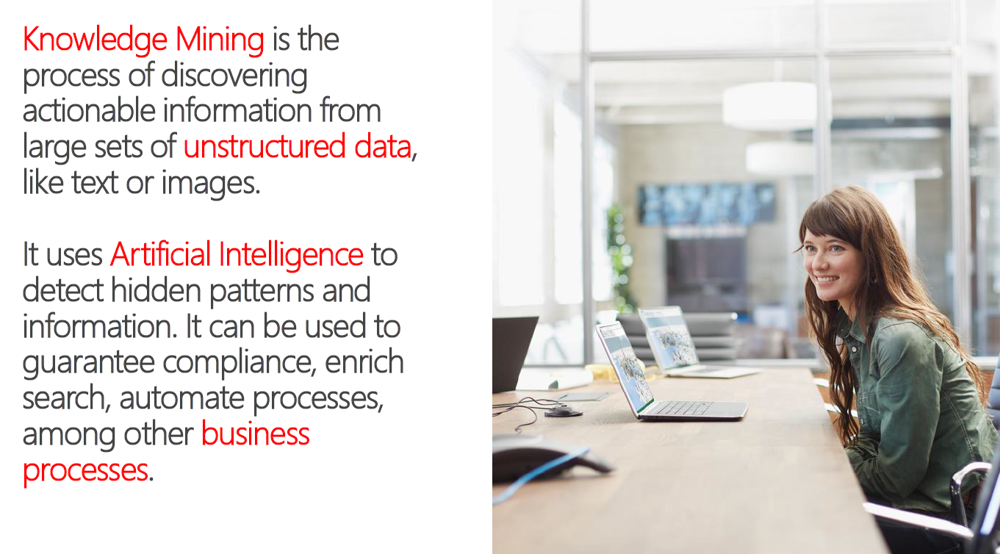 Knowledge Mining is the
process of discovering
actionable information from
large sets of unstructured data,
like text or images.
It uses Artificial Intelligence to
detect hidden patterns and
information. It can be used to
guarantee compliance, enrich
search, automate processes,
among other business
processes.